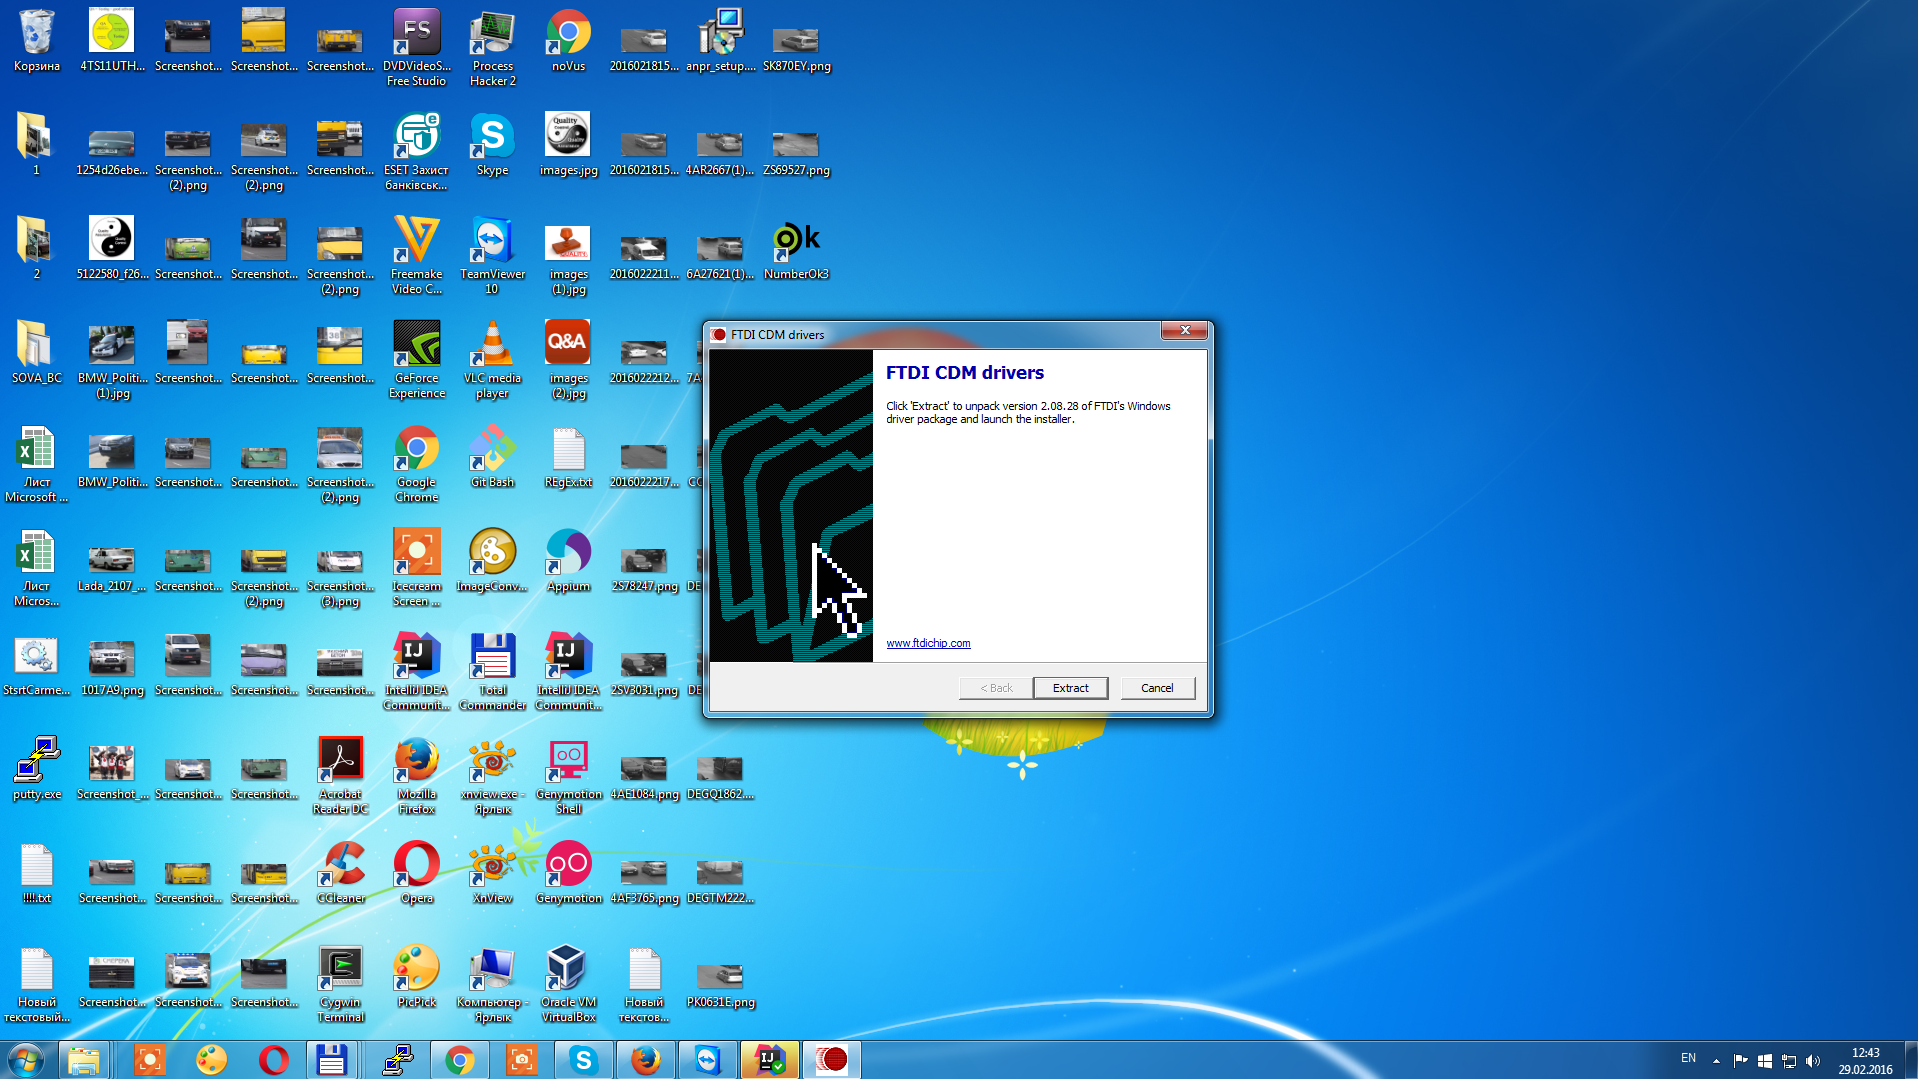 Корзина
4TS11UTH...
Screenshot...
Screenshot...
Screenshot...
DVDVideoS...
Free Studio
Process
Hacker 2
noVus
2016021815...
anpr_setup....
SK870EY.png
1
1254d26ebe...
Screenshot...
(2).png
Screenshot...
(2).png
Screenshot...
ESET Захист
банківськ...
Skype
images.jpg
2016021815...
4AR2667(1)...
ZS69527.png
2
5122580_f26...
Screenshot...
Screenshot...
Screenshot...
(2).png
Freemake
Video C...
TeamViewer
10
images
(1).jpg
2016022211...
6A27621(1)...
NumberOk3
SOVA_BC
BMW_Politi...
(1).jpg
Screenshot...
Screenshot...
Screenshot...
GeForce
Experience
VLC media
player
Q&A
images
(2).jpg
2016022212...
Лист
Microsoft ...
BMW_Politi...
Screenshot...
Screenshot...
Screenshot...
(2).png
Google
Chrome
Git Bash
REgEx.txt
2016022217...
Лист
Micros...
Lada_2107_...
Screenshot...
Screenshot...
(2).png
Screenshot...
(3).png
Icecream
Screen ...
ImageConv...
Appium
2S78247.png
StsrtCarme...
1017A9.png
Screenshot...
Screenshot...
Screenshot...
IntelliJ IDEA
Communit...
Total
Commander
IntelliJ IDEA
Communit...
2SV3031.png
putty.exe
Screenshot_...
Screenshot...
Screenshot...
Acrobat
Reader DC
Mozilla
Firefox
xnview.exe -
Ярлык
Genymotion
Shell
4AE1084.png
DEGQ1862....
!!!!.txt
Screenshot...
Screenshot...
Screenshot...
CCleaner
Opera
XnView
Genymotion
4AF3765.png
DEGTM222...
Новый
текстовый...
Screenshot...
Screenshot...
Screenshot...
Cygwin
Terminal
PicPick
Компьютер -
Ярлык
Oracle VM
VirtualBox
Новый
текстов...
PK0631E.png
FTDI CDM drivers
FTDI CDM drivers
Click 'Extract' to unpack version 2.08.28 of FTDI's Windows
driver package and launch the installer.
www.ftdichip.com
< Back
Extract
Cancel
EN
12:43
29.02.2016